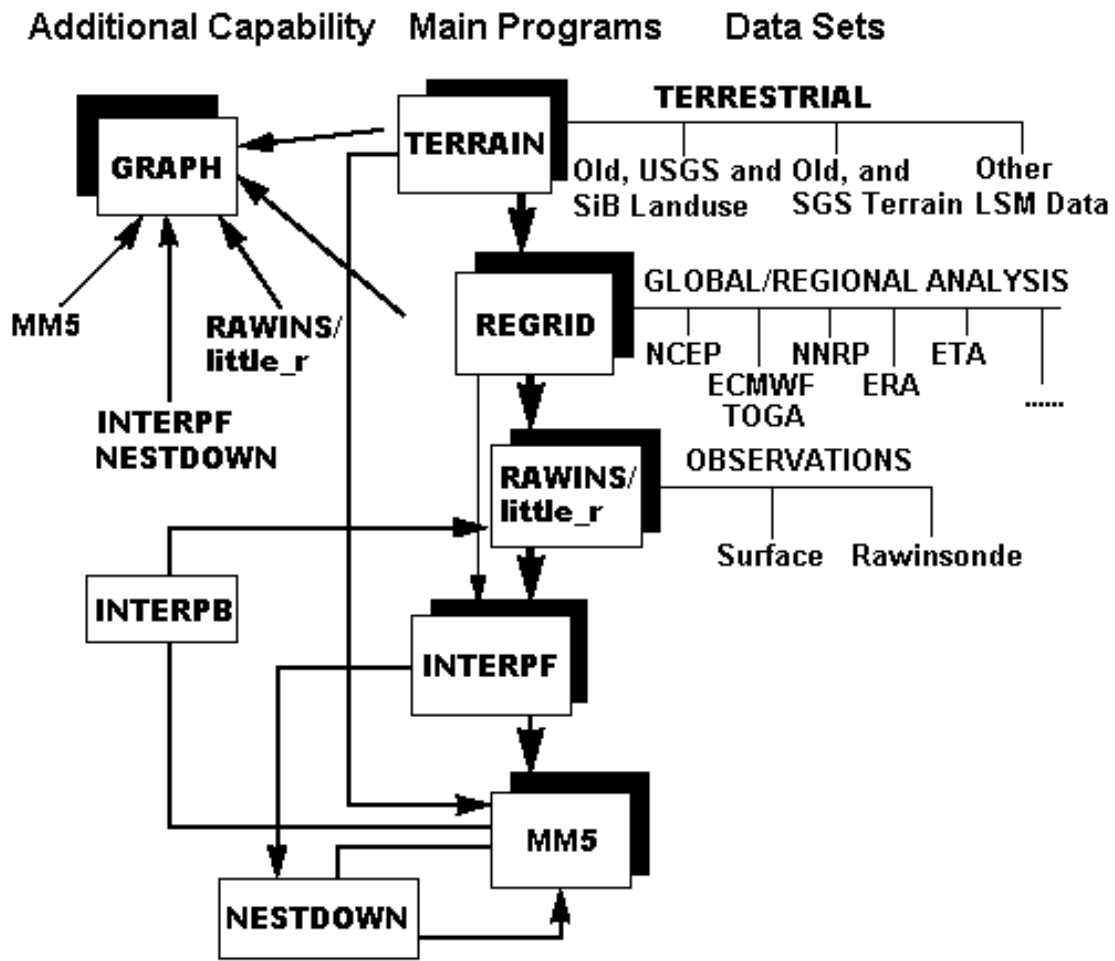 Additional Capability Main Programs Data Sets
TERRAIN
TERRESTRIAL
Old, USGS and
SiB Landuse
Old, and
SGS Terrain
Other
LSM Data
GRAPH
MM5
RAWINS/
little_r
INTERPF
NESTDOWN
REGRID
GLOBAL/REGIONAL ANALYSIS
NCEP
ECMWF
TOGA
NNRP
ERA
ETA
......
RAWINS/
little_r
OBSERVATIONS
Surface
Rawinsonde
INTERPB
INTERPF
MM5
NESTDOWN